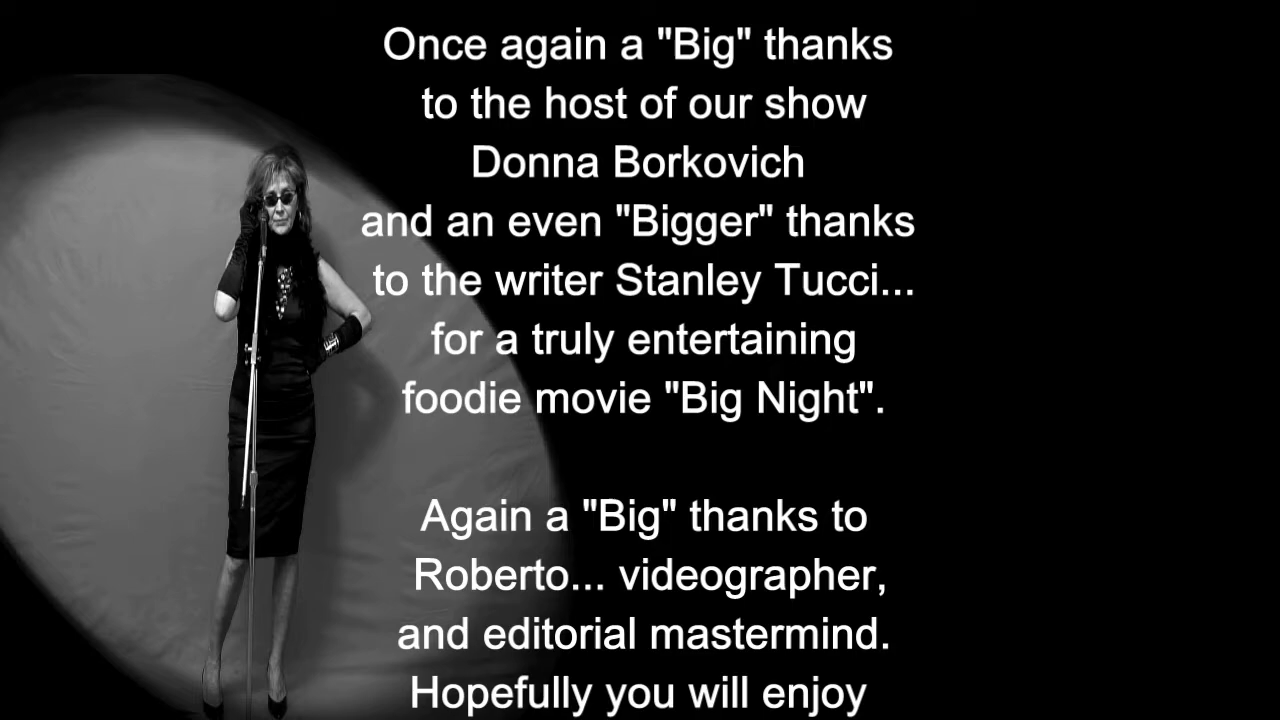 Once again a "Big" thanks
to the host of our show
Donna Borkovich
and an even "Bigger" thanks
to the writer Stanley Tucci...
for a truly entertaining
foodie movie "Big Night".
Again a "Big" thanks to
Roberto... videographer,
and editorial mastermind.
Hopefully you will enjoy